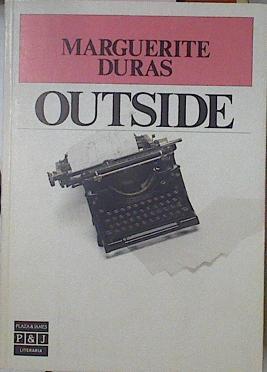 MARGUERITE
DURAS
OUTSIDE
PLAZA & JANES
P & J
LITERARIA